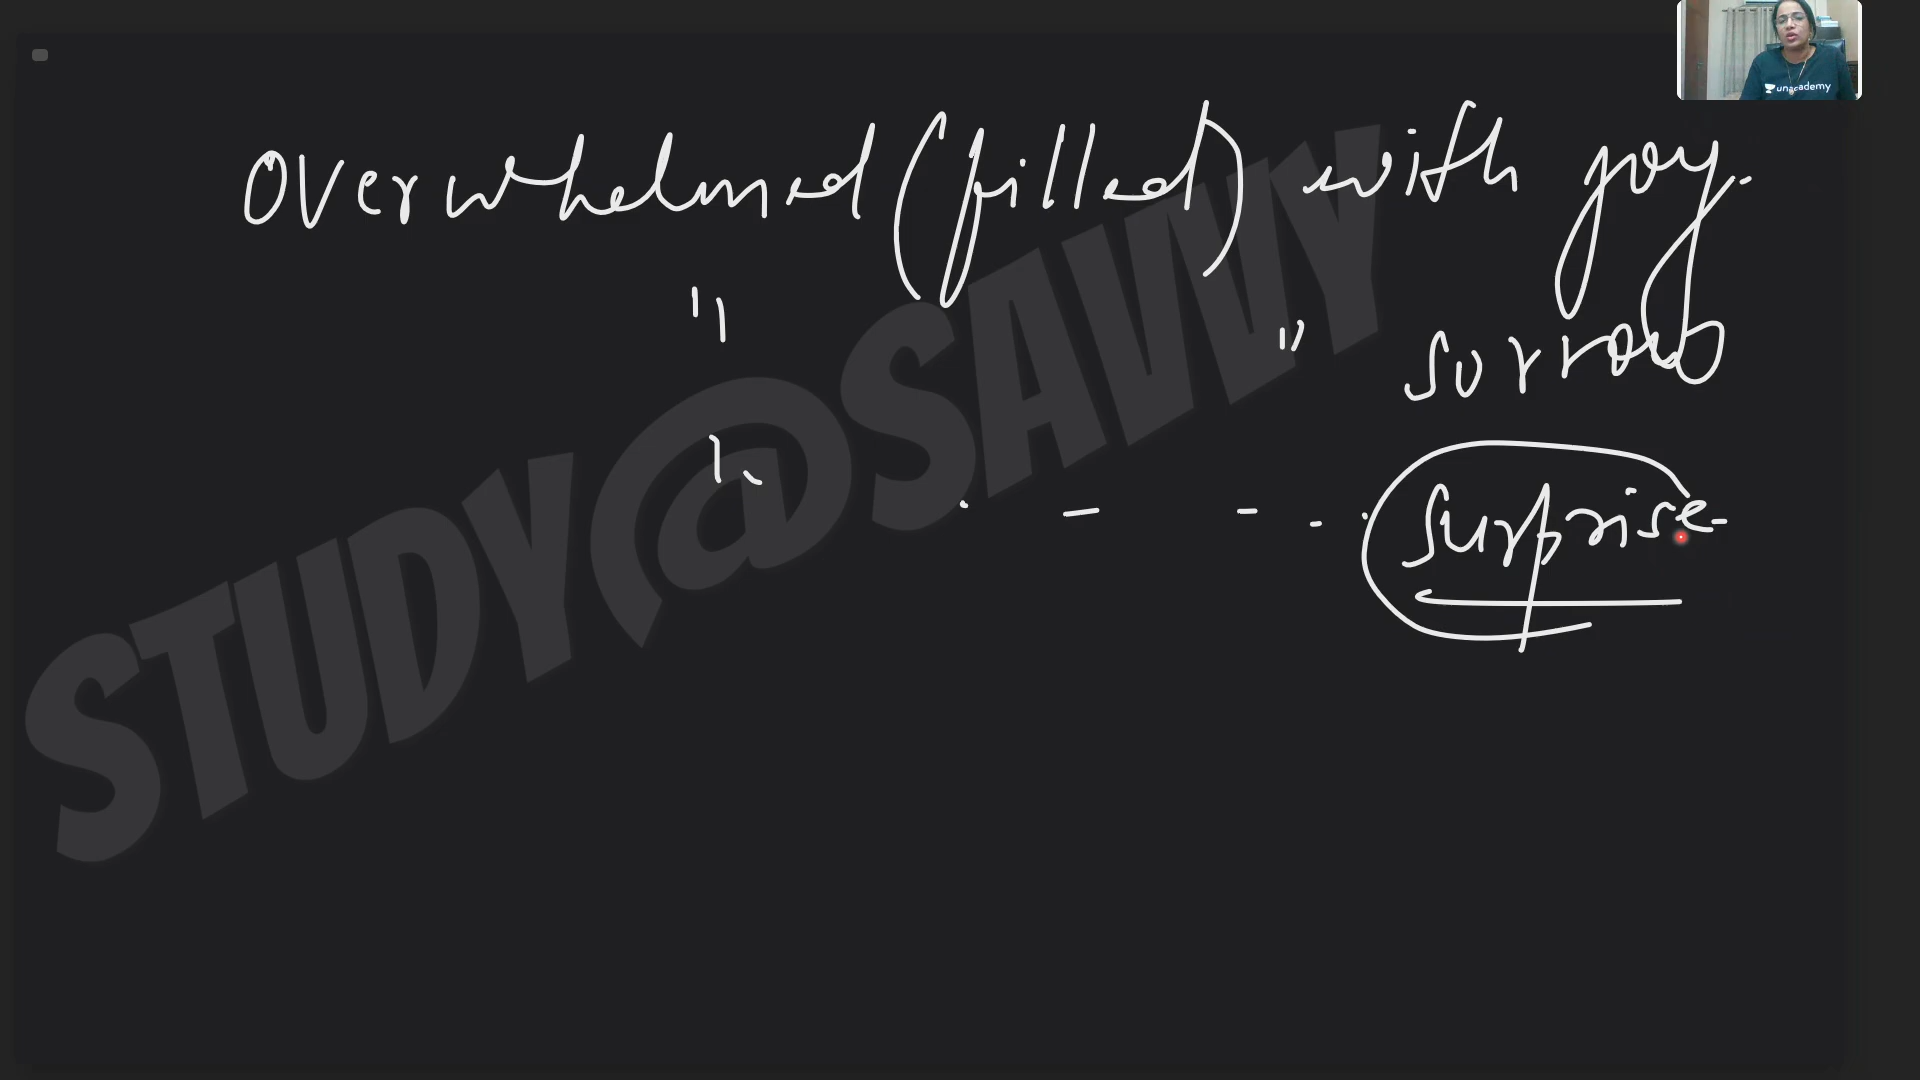 unacademy
Overwhelmed (filled) with joy.
" " sorrow
" . - - - . surprise
STUDY@SAVVY